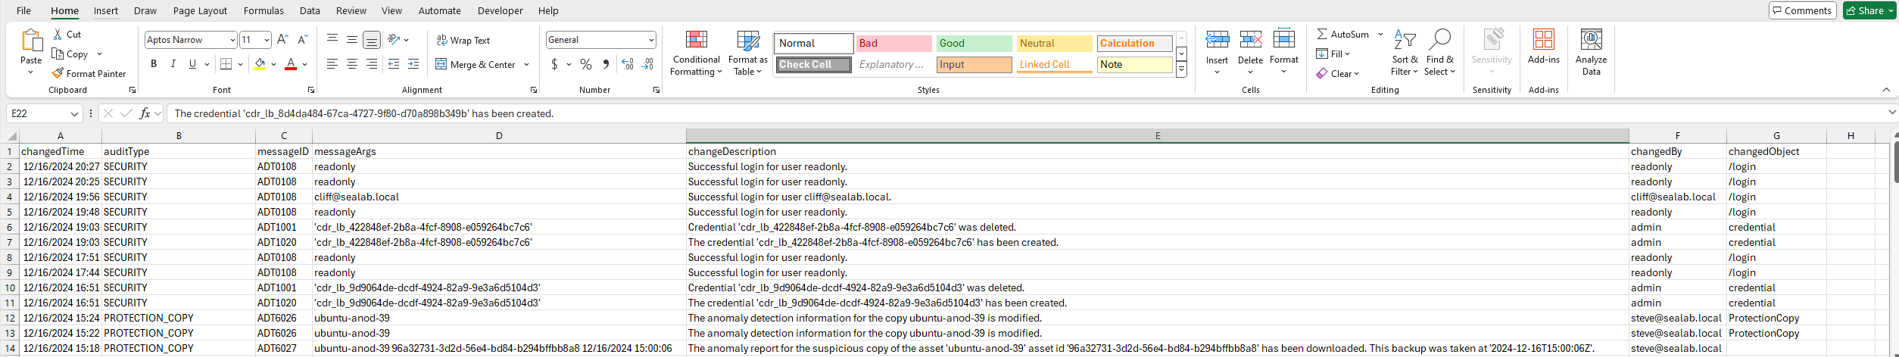 File Home Insert Draw Page Layout Formulas Data Review View Automate Developer Help Comments Share
Paste Cut Copy Format Painter Clipboard
Aptos Narrow 11 A A B I U A Font
ab Wrap Text Merge & Center Alignment
General $ % 9 Number
Conditional Formatting Format as Table Normal Bad Good Neutral Calculation
Check Cell Explanatory ... Input Linked Cell Note Styles
Insert Delete Format Cells
AutoSum Fill Clear Sort & Filter Find & Select Editing
Sensitivity Sensitivity
Add-ins Add-ins
Analyze Data
E22 fx The credential 'cdr_lb_8d4da484-67ca-4727-9f80-d70a898b349b' has been created.
A B C D E F G H I
1 changedTime auditType messageID messageArgs changeDescription changedBy changedObject
2 12/16/2024 20:27 SECURITY ADT0108 readonly Successful login for user readonly. readonly /login
3 12/16/2024 20:25 SECURITY ADT0108 readonly Successful login for user readonly. readonly /login
4 12/16/2024 19:56 SECURITY ADT0108 cliff@sealab.local Successful login for user cliff@sealab.local. cliff@sealab.local /login
5 12/16/2024 19:48 SECURITY ADT0108 readonly Successful login for user readonly. readonly /login
6 12/16/2024 19:03 SECURITY ADT1001 'cdr_lb_422848ef-2b8a-4fcf-8908-e059264bc7c6' Credential 'cdr_lb_422848ef-2b8a-4fcf-8908-e059264bc7c6' was deleted. admin credential
7 12/16/2024 19:03 SECURITY ADT1020 'cdr_lb_422848ef-2b8a-4fcf-8908-e059264bc7c6' The credential 'cdr_lb_422848ef-2b8a-4fcf-8908-e059264bc7c6' has been created. admin credential
8 12/16/2024 17:51 SECURITY ADT0108 readonly Successful login for user readonly. readonly /login
9 12/16/2024 17:44 SECURITY ADT0108 readonly Successful login for user readonly. readonly /login
10 12/16/2024 16:51 SECURITY ADT1001 'cdr_lb_9d9064de-dcdf-4924-82a9-9e3a6d5104d3' Credential 'cdr_lb_9d9064de-dcdf-4924-82a9-9e3a6d5104d3' was deleted. admin credential
11 12/16/2024 16:51 SECURITY ADT1020 'cdr_lb_9d9064de-dcdf-4924-82a9-9e3a6d5104d3' The credential 'cdr_lb_9d9064de-dcdf-4924-82a9-9e3a6d5104d3' has been created. admin credential
12 12/16/2024 15:24 PROTECTION_COPY ADT6026 ubuntu-anod-39 The anomaly detection information for the copy ubuntu-anod-39 is modified. steve@sealab.local ProtectionCopy
13 12/16/2024 15:22 PROTECTION_COPY ADT6026 ubuntu-anod-39 The anomaly detection information for the copy ubuntu-anod-39 is modified. steve@sealab.local ProtectionCopy
14 12/16/2024 15:18 PROTECTION_COPY ADT6027 ubuntu-anod-39 96a32731-3d2d-56e4-bd84-b294bffbb8a8 12/16/2024 15:00:06 The anomaly report for the suspicious copy of the asset 'ubuntu-anod-39' asset id '96a32731-3d2d-56e4-bd84-b294bffbb8a8' has been downloaded. This backup was taken at '2024-12-16T15:00:06Z'. steve@sealab.local